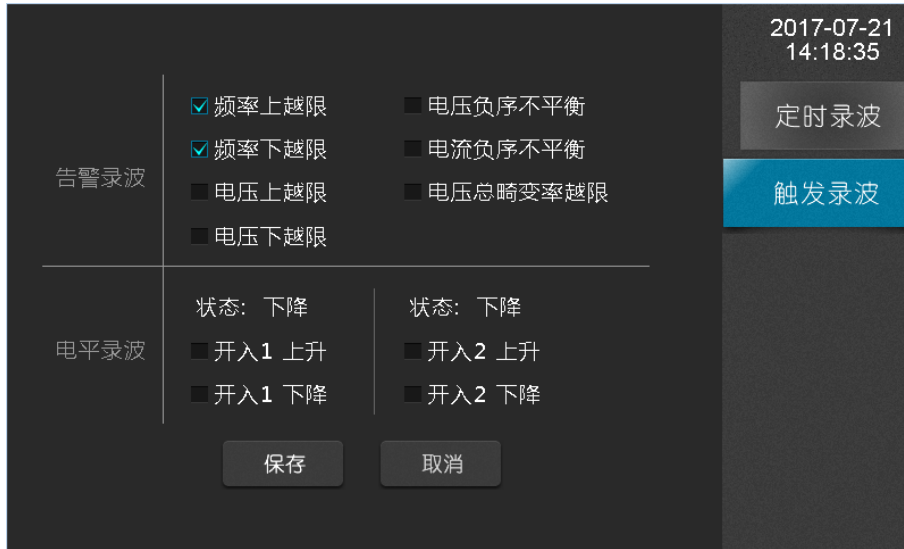 2017-07-21
14:18:35
定时录波
触发录波
告警录波
频率上越限
电压负序不平衡
频率下越限
电流负序不平衡
电压上越限
电压总畸变率越限
电压下越限
电平录波
状态: 下降
状态: 下降
开入1 上升
开入2 上升
开入1 下降
开入2 下降
保存
取消